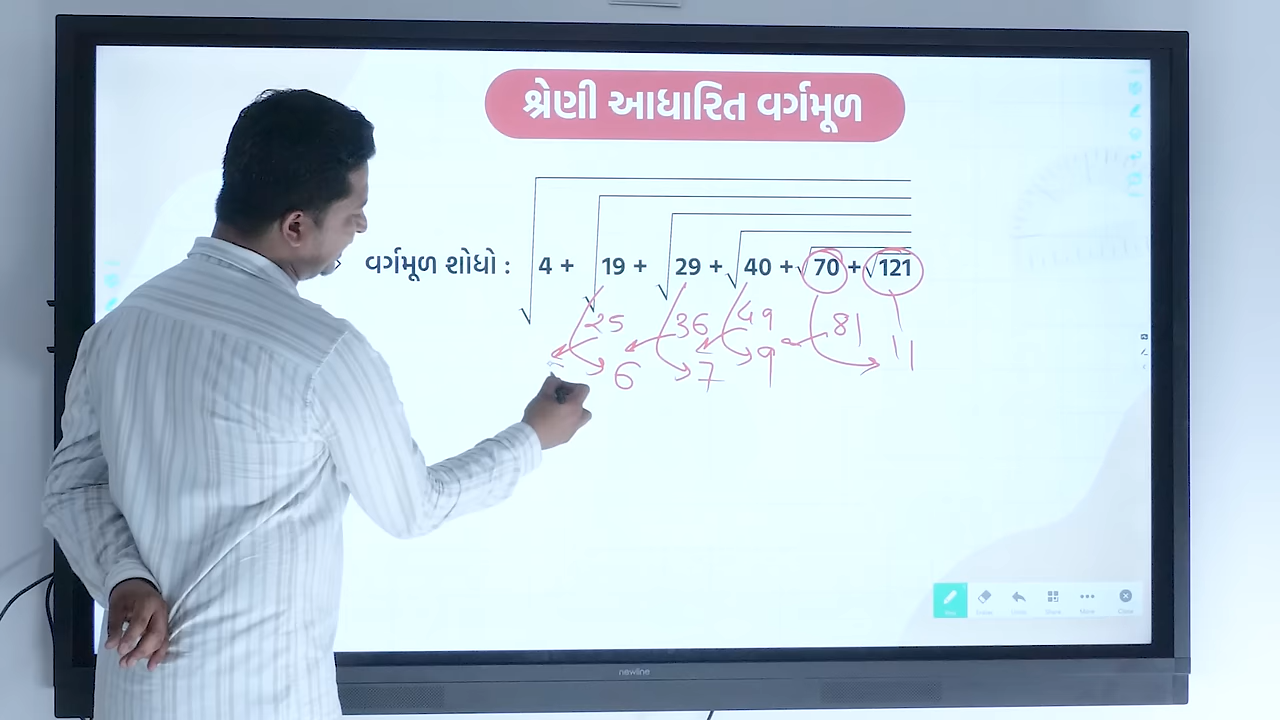 શ્રેણી આધારિત વર્ગમૂળ
વર્ગમૂળ શોધો : √4 + √19 + √29 + √40 + √70 + √121
25 36 49 81
6 7 9 11
newline